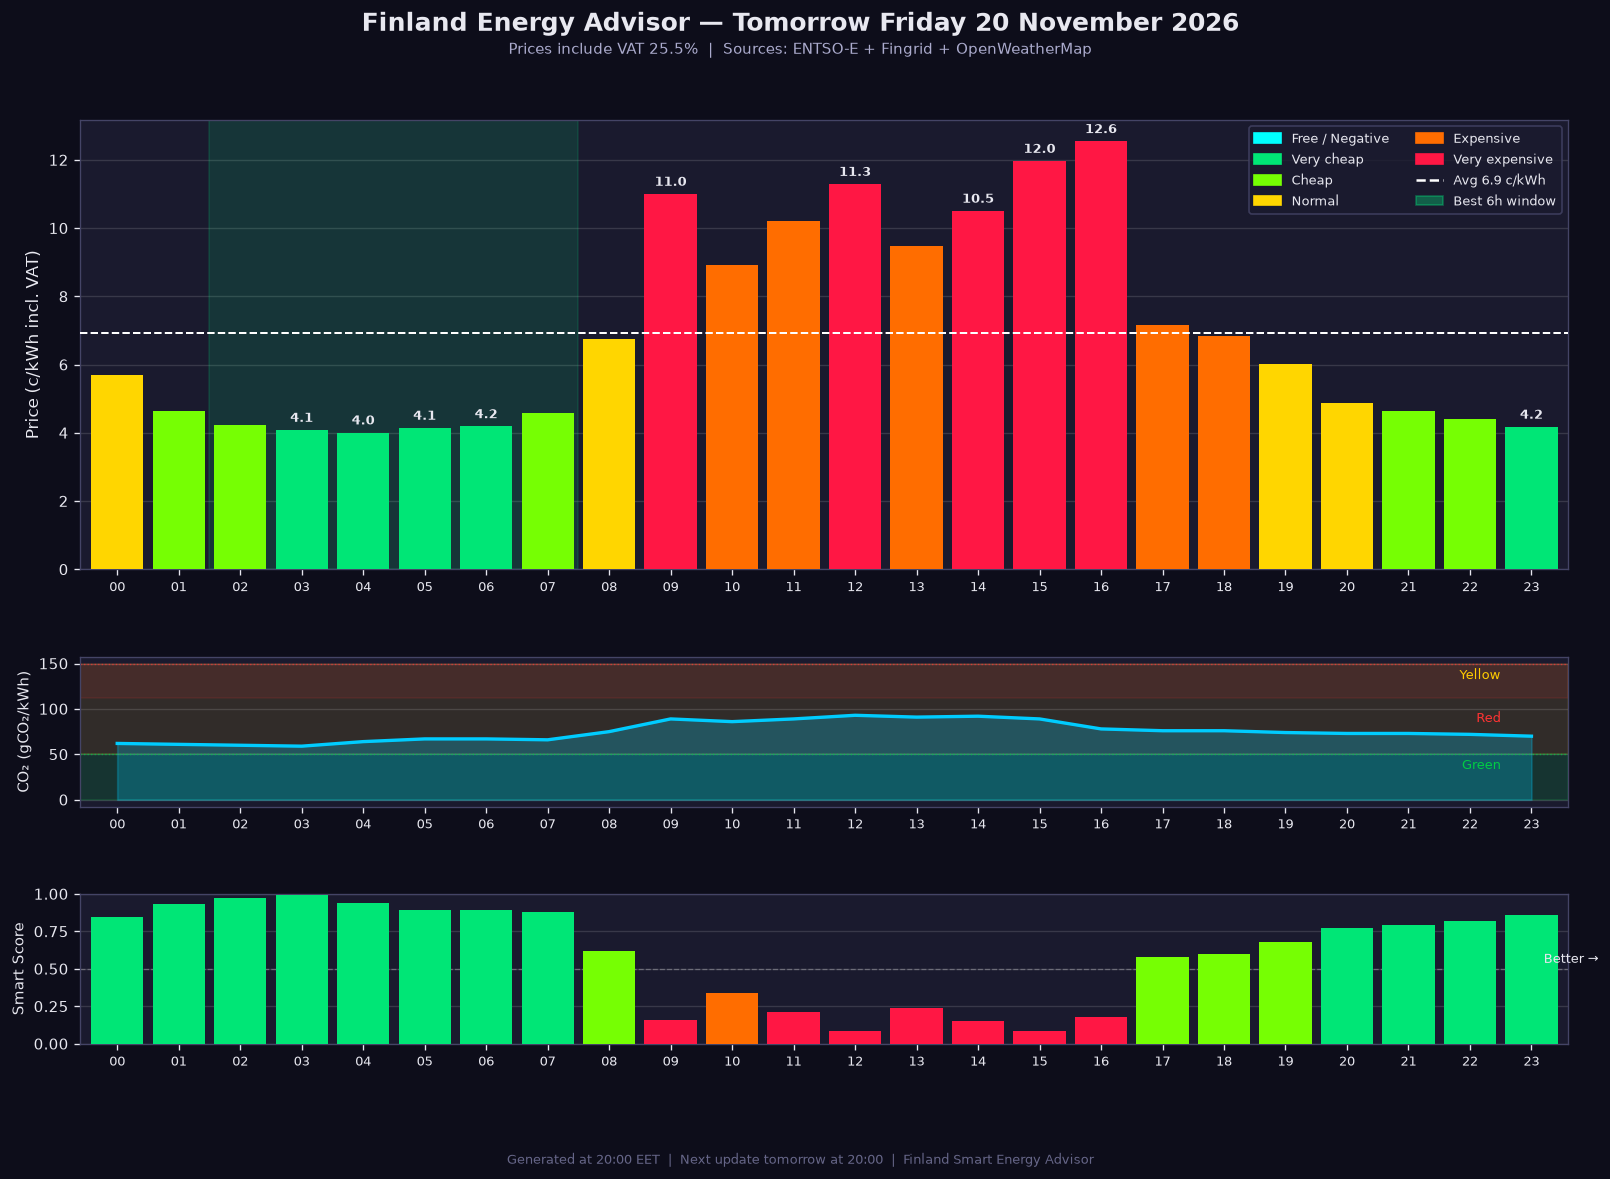 Finland Energy Advisor — Tomorrow Friday 20 November 2026
Prices include VAT 25.5%  |  Sources: ENTSO-E + Fingrid + OpenWeatherMap
Price (c/kWh incl. VAT)
12
10
8
6
4
2
0
4.1
4.0
4.1
4.2
11.0
11.3
10.5
12.0
12.6
4.2
Free / Negative
Very cheap
Cheap
Normal
Expensive
Very expensive
Avg 6.9 c/kWh
Best 6h window
00 01 02 03 04 05 06 07 08 09 10 11 12 13 14 15 16 17 18 19 20 21 22 23
CO₂ (gCO₂/kWh)
150
100
50
0
Yellow
Red
Green
00 01 02 03 04 05 06 07 08 09 10 11 12 13 14 15 16 17 18 19 20 21 22 23
Smart Score
1.00
0.75
0.50
0.25
0.00
Better →
00 01 02 03 04 05 06 07 08 09 10 11 12 13 14 15 16 17 18 19 20 21 22 23
Generated at 20:00 EET  |  Next update tomorrow at 20:00  |  Finland Smart Energy Advisor